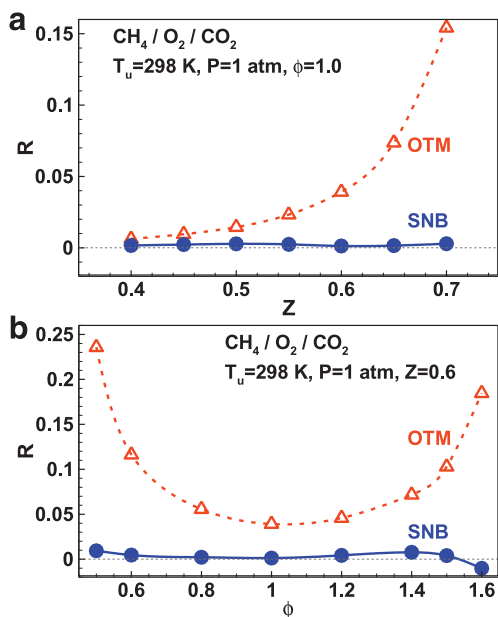 a
0.15
CH4 / O2 / CO2
Tu=298 K, P=1 atm, ϕ=1.0
0.1
R
OTM
0.05
SNB
0
0.4 0.5 0.6 0.7
Z
b
0.25
CH4 / O2 / CO2
Tu=298 K, P=1 atm, Z=0.6
0.2
0.15
R
OTM
0.1
0.05
SNB
0
0.6 0.8 1 1.2 1.4 1.6
ϕ